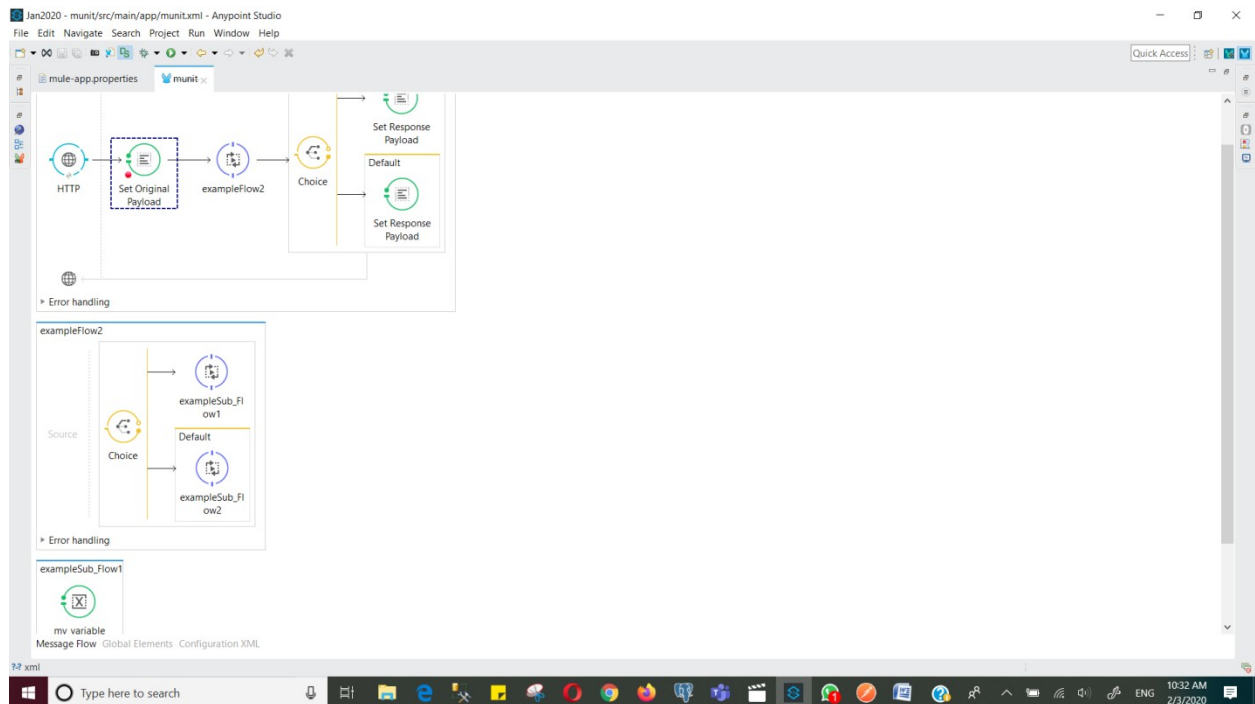 Jan2020 - munit/src/main/app/munit.xml - Anypoint Studio
File Edit Navigate Search Project Run Window Help
Quick Access
mule-app.properties
munit
Set Response
Payload
Default
HTTP
Set Original
Payload
exampleFlow2
Choice
Set Response
Payload
Error handling
exampleFlow2
exampleSub_Fl
ow1
Source
Choice
Default
exampleSub_Fl
ow2
Error handling
exampleSub_Flow1
my variable
Message Flow Global Elements Configuration XML
xml
Type here to search
ENG
10:32 AM
2/3/2020